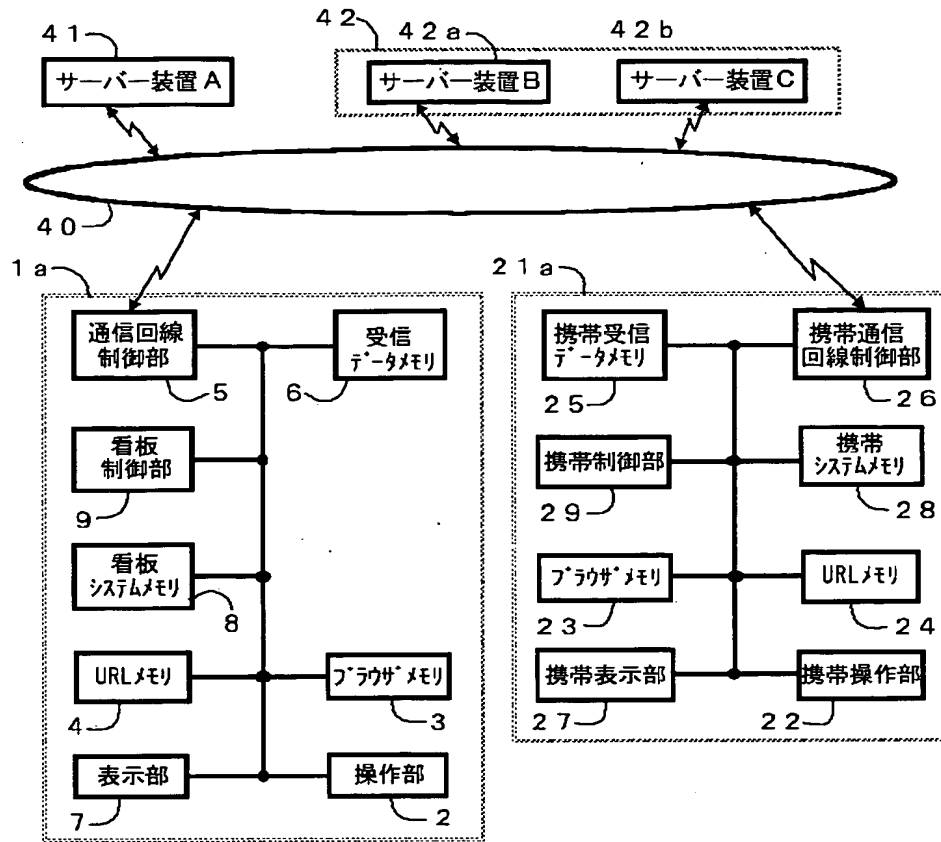 41
サーバー装置A
42
42a
42b
サーバー装置B
サーバー装置C
40
1a
21a
通信回線
制御部
5
受信
データメモリ
6
携帯受信
データメモリ
25
携帯通信
回線制御部
26
看板
制御部
9
携帯制御部
29
携帯
システムメモリ
28
看板
システムメモリ
8
ブラウザメモリ
23
URLメモリ
24
URLメモリ
4
ブラウザメモリ
3
携帯表示部
27
携帯操作部
22
表示部
7
操作部
2